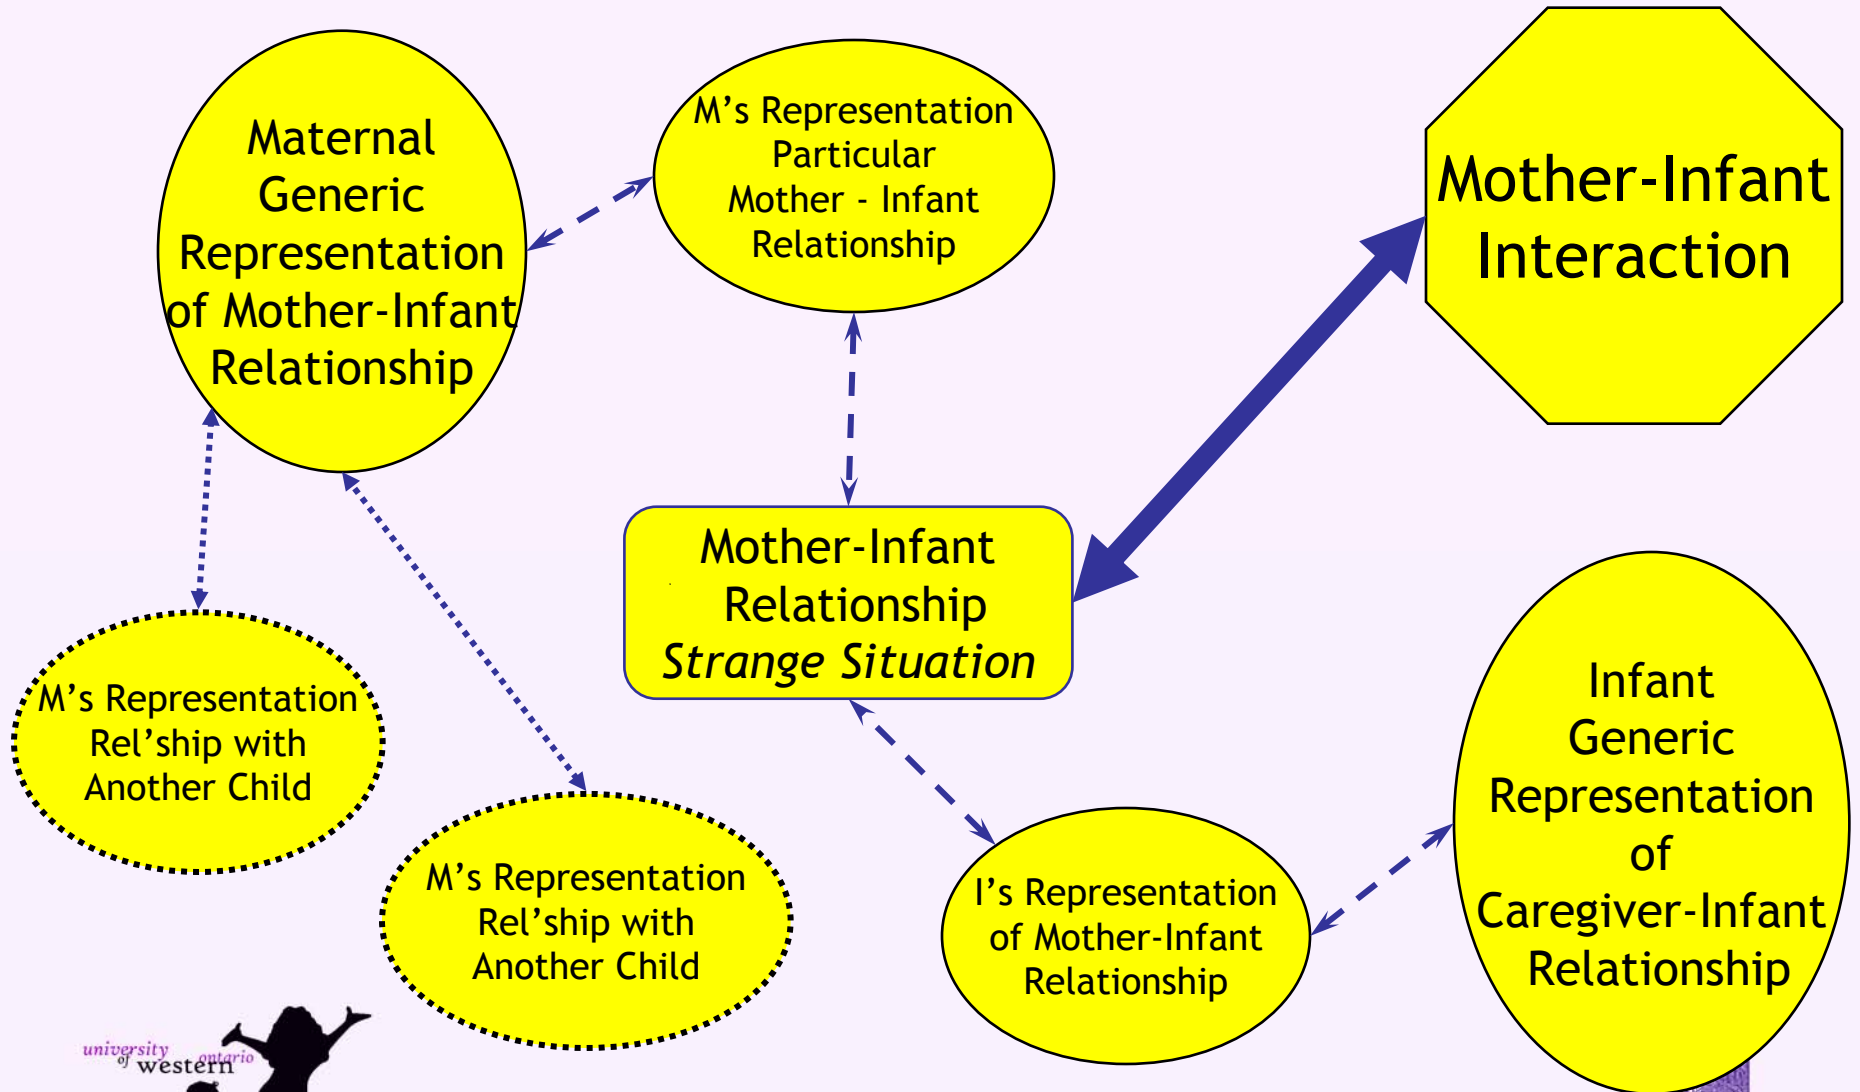 Maternal
Generic
Representation
of Mother-Infant
Relationship
M's Representation
Particular
Mother - Infant
Relationship
Mother-Infant
Interaction
Mother-Infant
Relationship
Strange Situation
M's Representation
Rel'ship with
Another Child
M's Representation
Rel'ship with
Another Child
I's Representation
of Mother-Infant
Relationship
Infant
Generic
Representation
of
Caregiver-Infant
Relationship
university
of western ontario